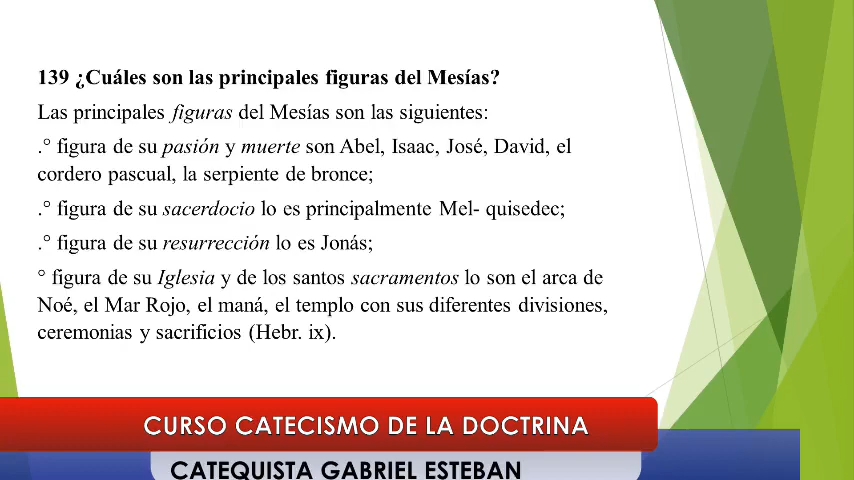 139 ¿Cuáles son las principales figuras del Mesías?
Las principales figuras del Mesías son las siguientes:
.° figura de su pasión y muerte son Abel, Isaac, José, David, el
cordero pascual, la serpiente de bronce;
.° figura de su sacerdocio lo es principalmente Mel- quisedec;
.° figura de su resurrección lo es Jonás;
° figura de su Iglesia y de los santos sacramentos lo son el arca de
Noé, el Mar Rojo, el maná, el templo con sus diferentes divisiones,
ceremonias y sacrificios (Hebr. ix).
CURSO CATECISMO DE LA DOCTRINA
CATEQUISTA GABRIEL ESTEBAN